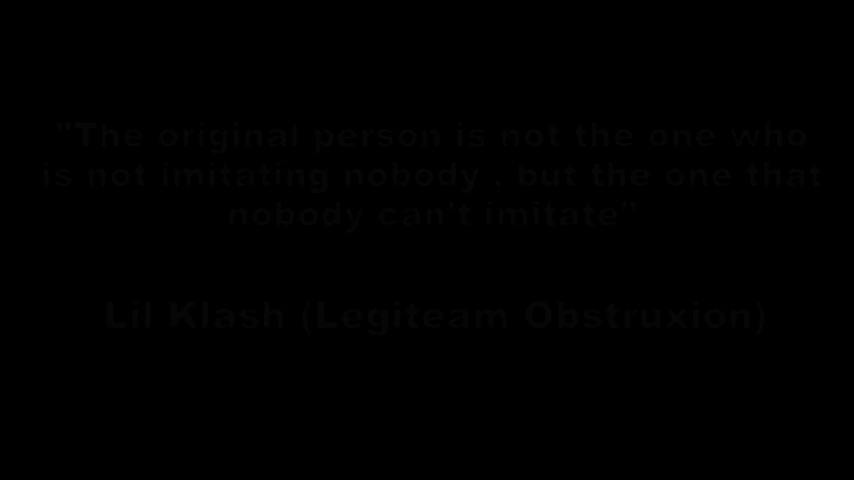 "The original person is not the one who
is not imitating nobody , but the one that
nobody can't imitate"
Lil Klash (Legiteam Obstruxion)